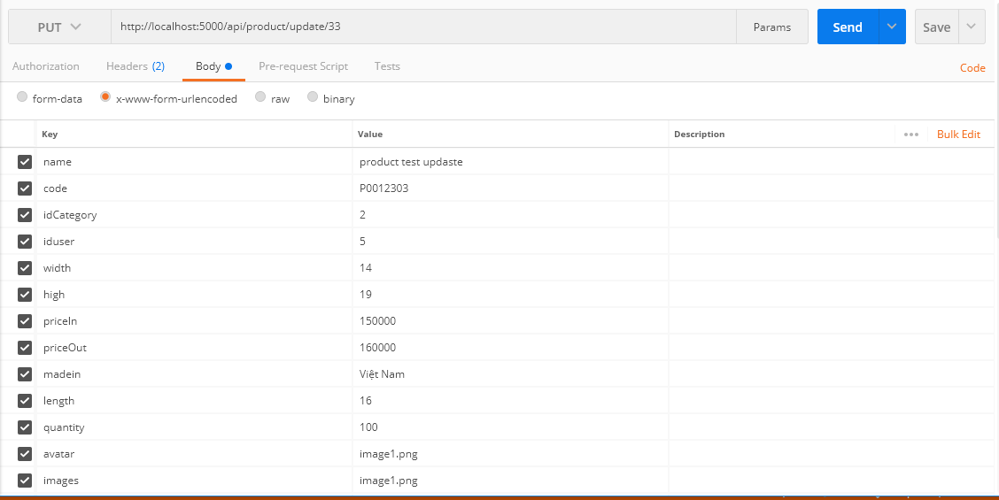 PUT http://localhost:5000/api/product/update/33 Params Send Save
Authorization Headers (2) Body Pre-request Script Tests Code
form-data x-www-form-urlencoded raw binary
Key Value Description ••• Bulk Edit
name product test updaste
code P0012303
idCategory 2
iduser 5
width 14
high 19
priceIn 150000
priceOut 160000
madein Việt Nam
length 16
quantity 100
avatar image1.png
images image1.png